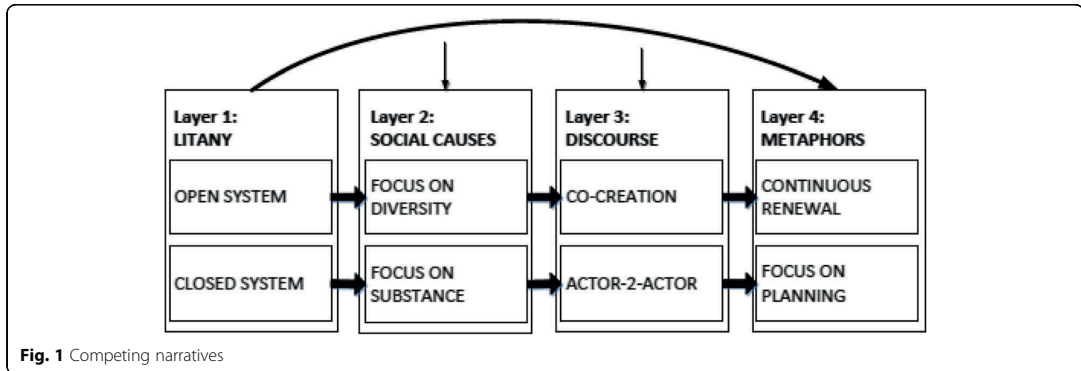 Layer 1:
LITANY
OPEN SYSTEM
CLOSED SYSTEM
Layer 2:
SOCIAL CAUSES
FOCUS ON
DIVERSITY
FOCUS ON
SUBSTANCE
Layer 3:
DISCOURSE
CO-CREATION
ACTOR-2-ACTOR
Layer 4:
METAPHORS
CONTINUOUS
RENEWAL
FOCUS ON
PLANNING
Fig. 1 Competing narratives